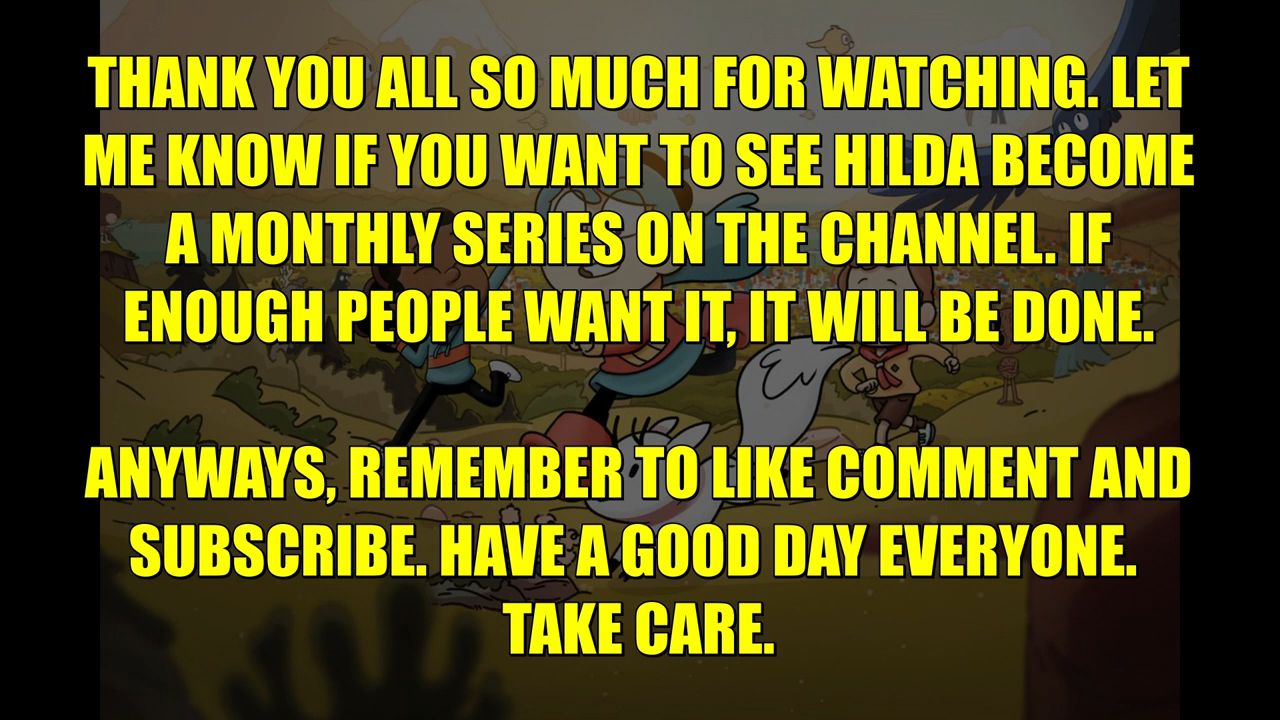 THANK YOU ALL SO MUCH FOR WATCHING. LET
ME KNOW IF YOU WANT TO SEE HILDA BECOME
A MONTHLY SERIES ON THE CHANNEL. IF
ENOUGH PEOPLE WANT IT, IT WILL BE DONE.
ANYWAYS, REMEMBER TO LIKE COMMENT AND
SUBSCRIBE. HAVE A GOOD DAY EVERYONE.
TAKE CARE.